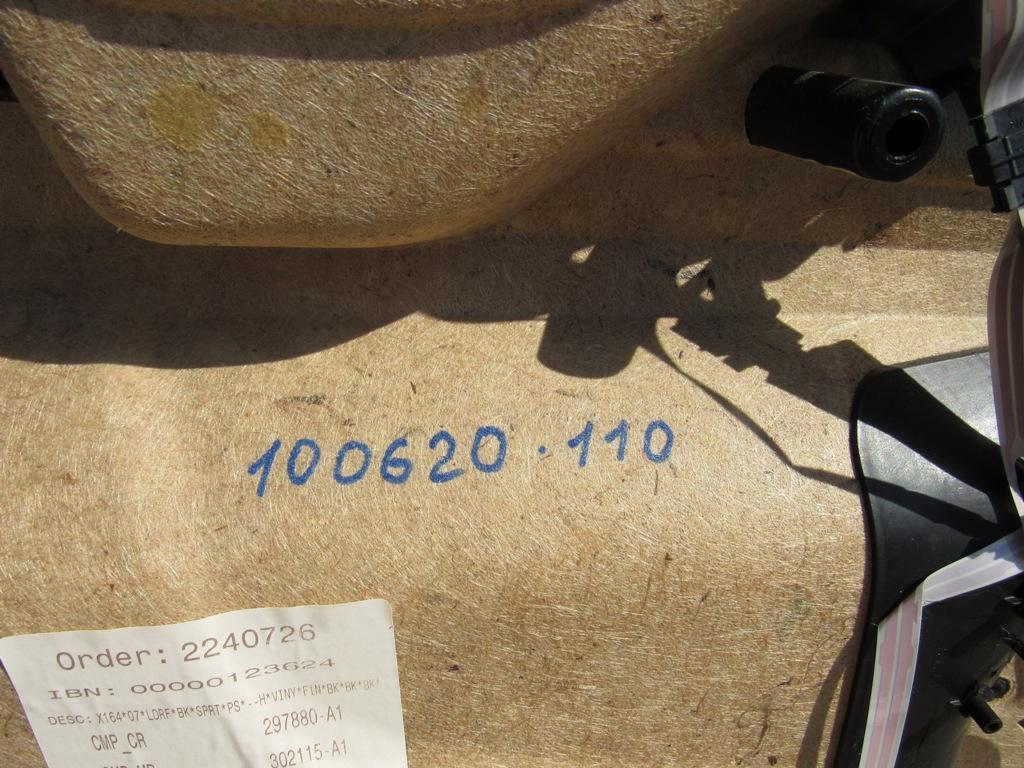 100620.110
Order: 2240726
IBN: 00000123624
DESC: X164*07*LDRF*BK*SPRT*PS*--H*VINY*FIN*BK*BK*BK*
CMP_CR 297880-A1
302115-A1